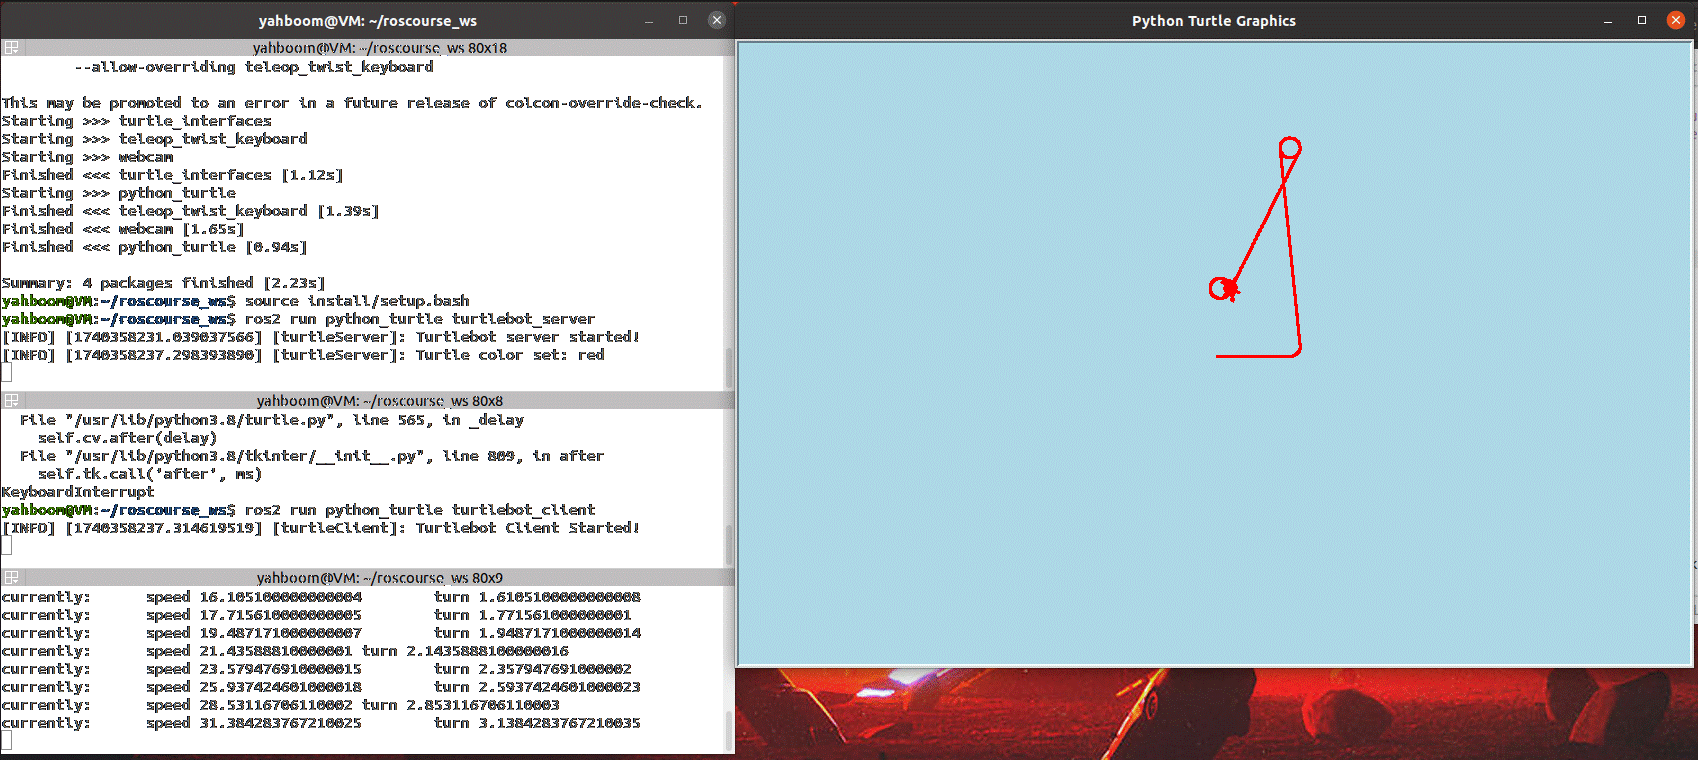 yahboom@VM: ~/roscourse_ws
yahboom@VM: ~/roscourse_ws 80x18
--allow-overriding teleop_twist_keyboard
This may be promoted to an error in a future release of colcon-override-check.
Starting >>> turtle_interfaces
Starting >>> teleop_twist_keyboard
Starting >>> webcam
Finished <<< turtle_interfaces [1.12s]
Starting >>> python_turtle
Finished <<< teleop_twist_keyboard [1.39s]
Finished <<< webcam [1.65s]
Finished <<< python_turtle [0.94s]
Summary: 4 packages finished [2.23s]
yahboom@VM:~/roscourse_ws$ source install/setup.bash
yahboom@VM:~/roscourse_ws$ ros2 run python_turtle turtlebot_server
[INFO] [1740358231.039037566] [turtleServer]: Turtlebot server started!
[INFO] [1740358237.298393890] [turtleServer]: Turtle color set: red
yahboom@VM: ~/roscourse_ws 80x8
File "/usr/lib/python3.8/turtle.py", line 565, in _delay
self.cv.after(delay)
File "/usr/lib/python3.8/tkinter/__init__.py", line 809, in after
self.tk.call('after', ms)
KeyboardInterrupt
yahboom@VM:~/roscourse_ws$ ros2 run python_turtle turtlebot_client
[INFO] [1740358237.314619519] [turtleClient]: Turtlebot Client Started!
yahboom@VM: ~/roscourse_ws 80x9
currently: speed 16.105100000000004 turn 1.6105100000000008
currently: speed 17.715610000000005 turn 1.771561000000001
currently: speed 19.487171000000007 turn 1.9487171000000014
currently: speed 21.43588810000001 turn 2.1435888100000016
currently: speed 23.579476910000015 turn 2.357947691000002
currently: speed 25.937424601000018 turn 2.5937424601000023
currently: speed 28.53116706110002 turn 2.853116706110003
currently: speed 31.384283767210025 turn 3.1384283767210035
Python Turtle Graphics